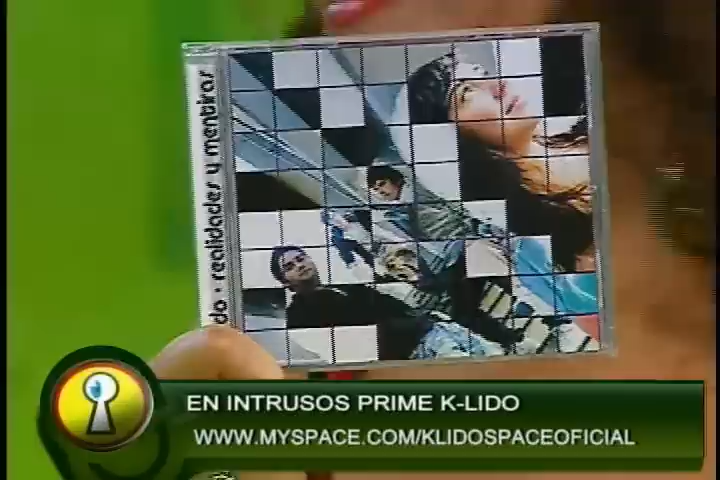 do • realidades y mentiras
EN INTRUSOS PRIME K-LIDO
WWW.MYSPACE.COM/KLIDOSPACEOFICIAL